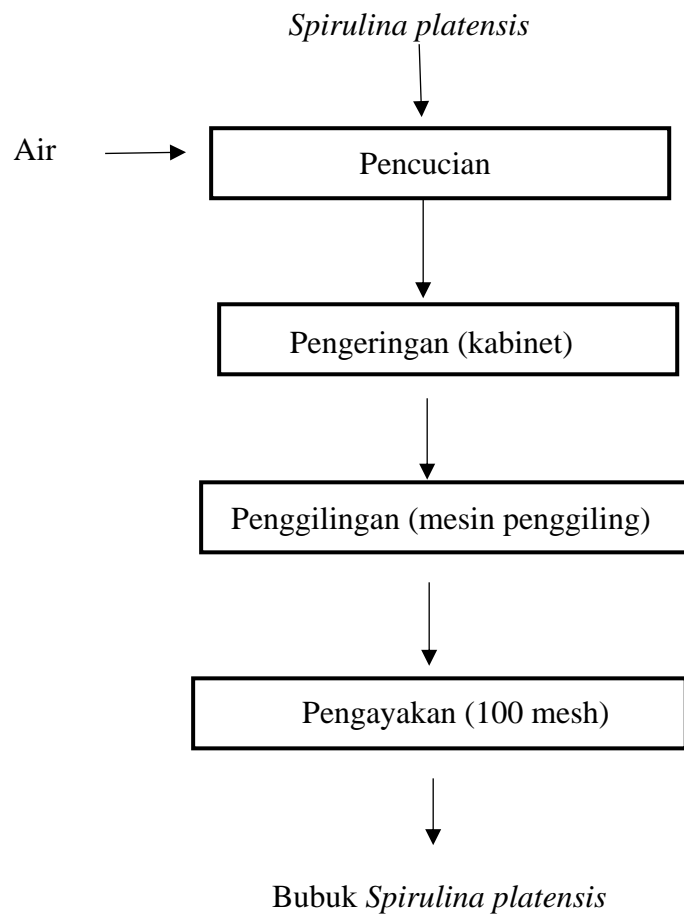 Spirulina platensis
Air
Pencucian
Pengeringan (kabinet)
Penggilingan (mesin penggiling)
Pengayakan (100 mesh)
Bubuk Spirulina platensis